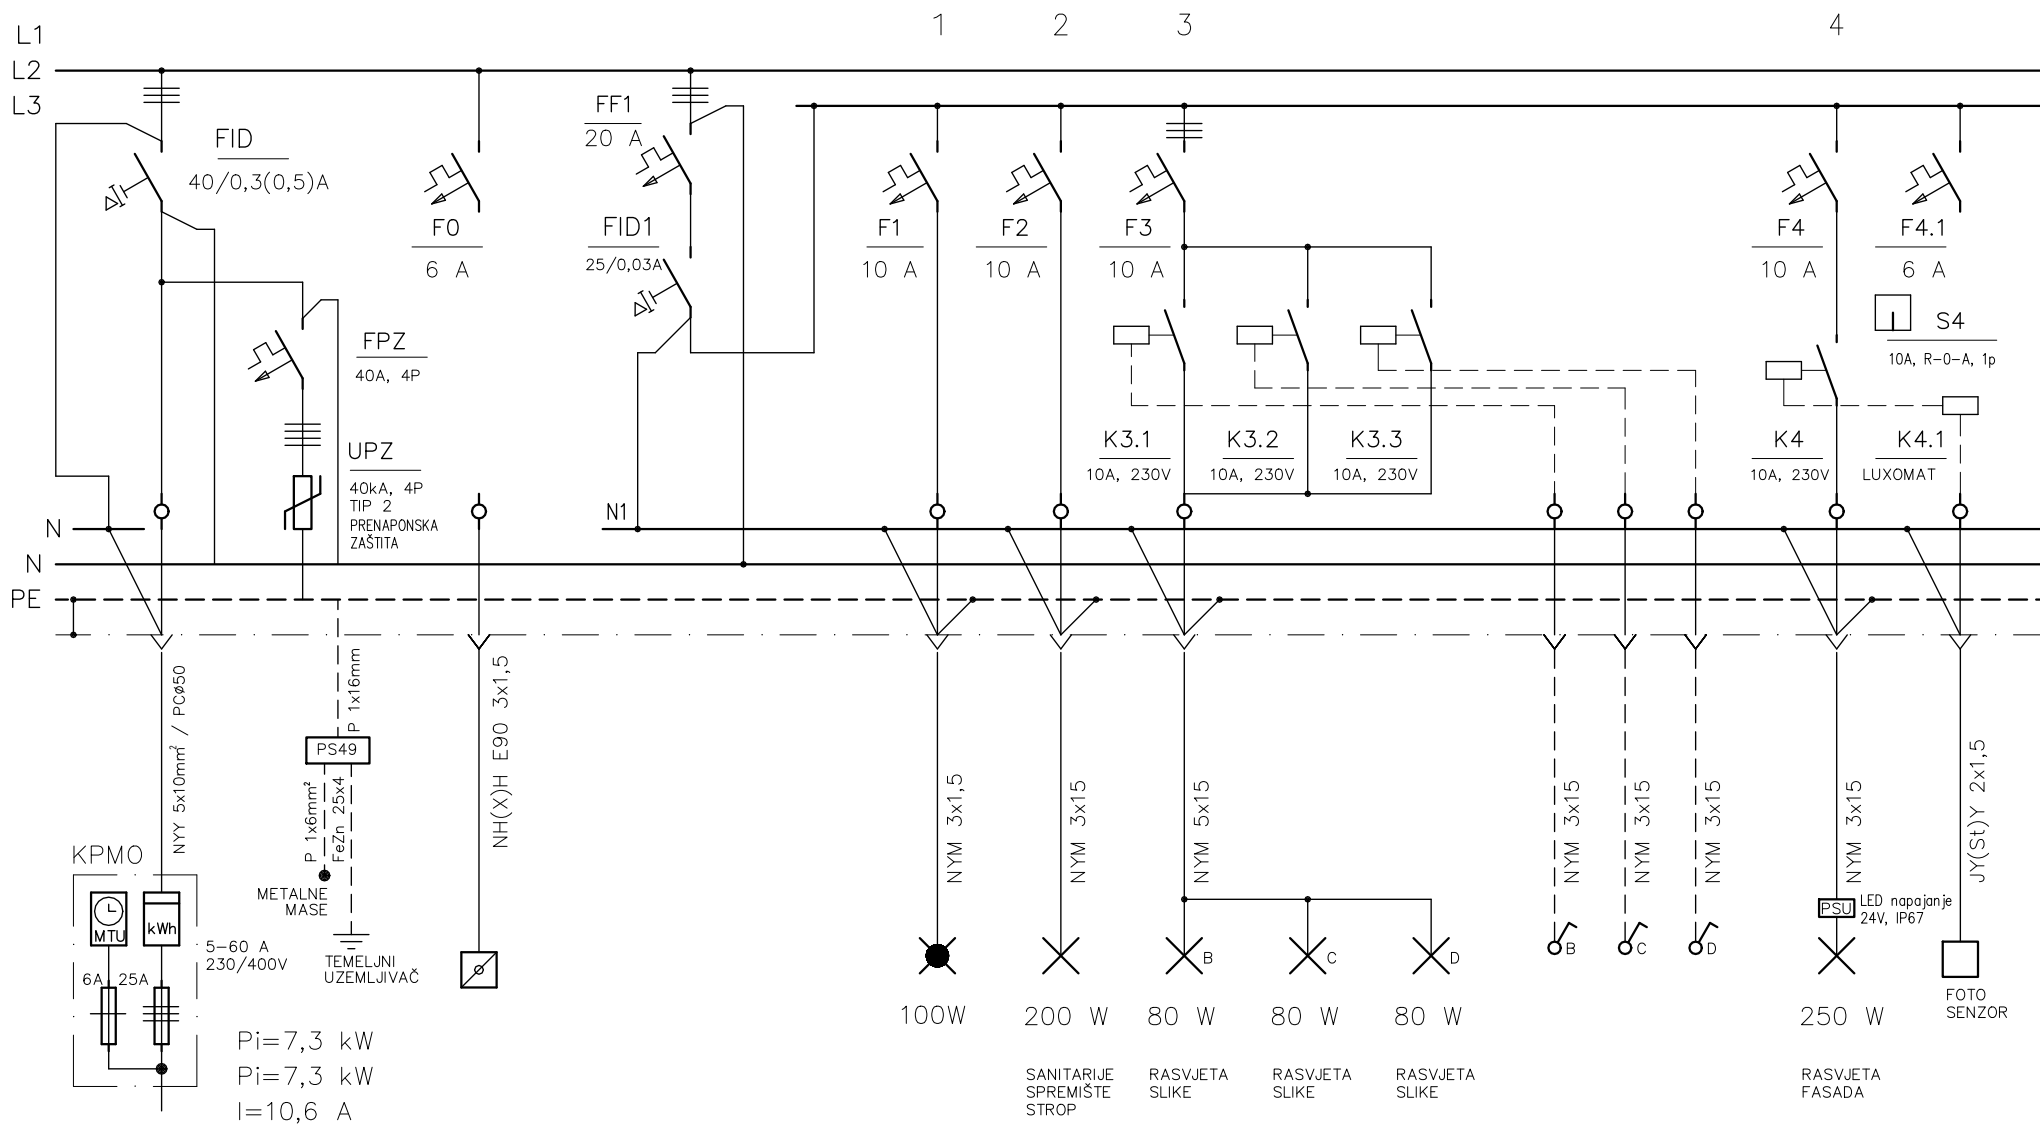 1 2 3 4
L1
L2
L3
FID
40/0,3(0,5)A
FPZ
40A, 4P
UPZ
40kA, 4P
TIP 2
PRENAPONSKA
ZAŠTITA
F0
6 A
FF1
20 A
FID1
25/0,03A
F1
10 A
F2
10 A
F3
10 A
K3.1
10A, 230V
K3.2
10A, 230V
K3.3
10A, 230V
F4
10 A
F4.1
6 A
S4
10A, R-0-A, 1p
K4
10A, 230V
K4.1
LUXOMAT
N
N1
N
PE
NYY 5x10mm² / PCø50
P 1x16mm
PS49
P 1x6mm²
FeZn 25x4
METALNE
MASE
TEMELJNI
UZEMLJIVAČ
NH(X)H E90 3x1,5
NYM 3x1,5
NYM 3x15
NYM 5x15
NYM 3x15
NYM 3x15
NYM 3x15
NYM 3x15
JY(St)Y 2x1,5
KPMO
MTU
kWh
5-60 A
230/400V
6A
25A
Pi=7,3 kW
Pi=7,3 kW
I=10,6 A
B
C
D
B
C
D
PSU
LED napajanje
24V, IP67
FOTO
SENZOR
100W
200 W
80 W
80 W
80 W
250 W
SANITARIJE
SPREMIŠTE
STROP
RASVJETA
SLIKE
RASVJETA
SLIKE
RASVJETA
SLIKE
RASVJETA
FASADA